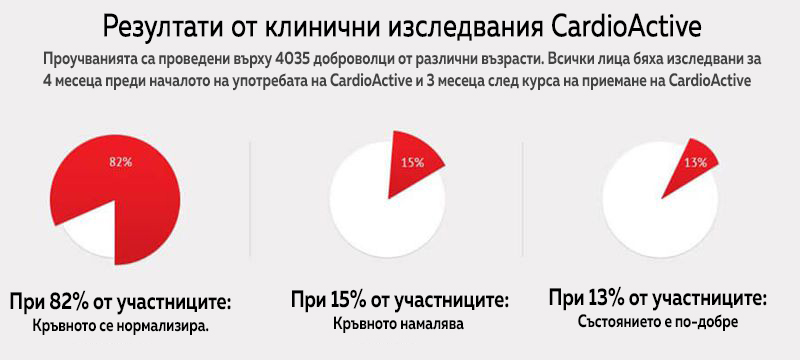 Резултати от клинични изследвания CardioActive
Проучванията са проведени върху 4035 доброволци от различни възрасти. Всички лица бяха изследвани за
4 месеца преди началото на употребата на CardioActive и 3 месеца след курса на приемане на CardioActive
82%
15%
13%
При 82% от участниците:
Кръвното се нормализира.
При 15% от участниците:
Кръвното намалява
При 13% от участниците:
Състоянието е по-добре